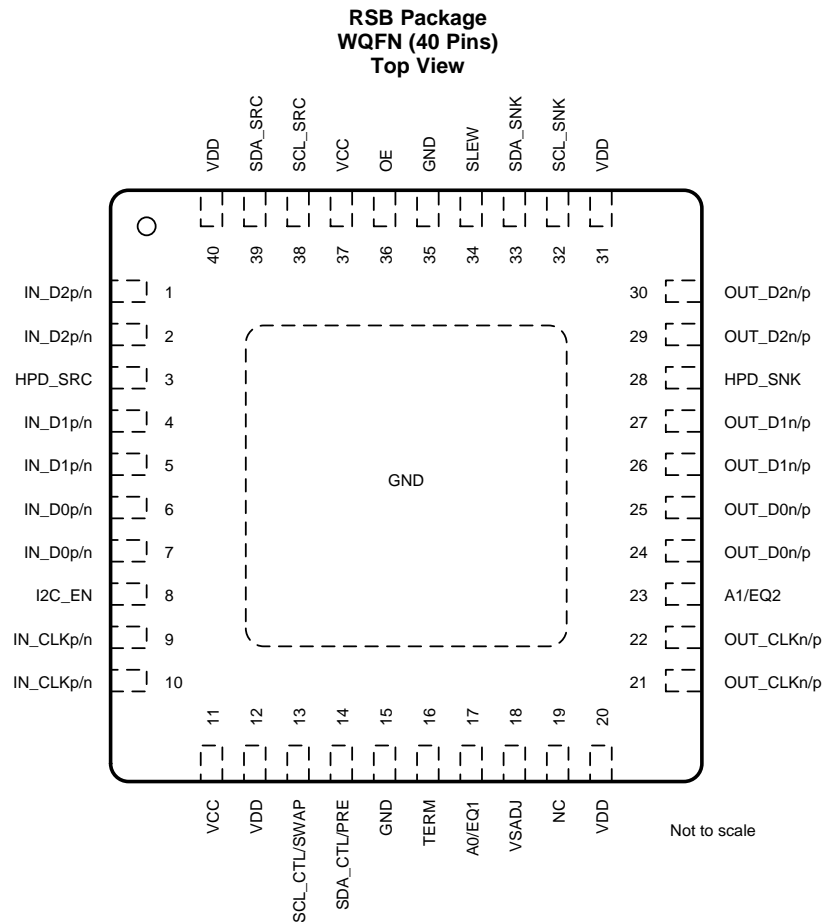 RSB Package
WQFN (40 Pins)
Top View
VDD
SDA_SRC
SCL_SRC
VCC
OE
GND
SLEW
SDA_SNK
SCL_SNK
VDD
40
39
38
37
36
35
34
33
32
31
IN_D2p/n 1
IN_D2p/n 2
HPD_SRC 3
IN_D1p/n 4
IN_D1p/n 5
IN_D0p/n 6
IN_D0p/n 7
I2C_EN 8
IN_CLKp/n 9
IN_CLKp/n 10
GND
30 OUT_D2n/p
29 OUT_D2n/p
28 HPD_SNK
27 OUT_D1n/p
26 OUT_D1n/p
25 OUT_D0n/p
24 OUT_D0n/p
23 A1/EQ2
22 OUT_CLKn/p
21 OUT_CLKn/p
11
12
13
14
15
16
17
18
19
20
VCC
VDD
SCL_CTL/SWAP
SDA_CTL/PRE
GND
TERM
A0/EQ1
VSADJ
NC
VDD
Not to scale